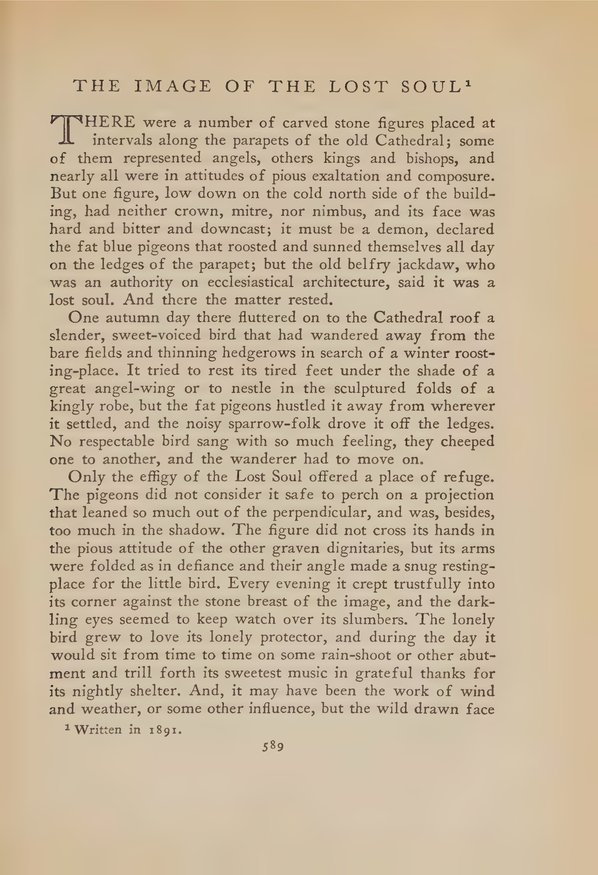 THE IMAGE OF THE LOST SOUL¹
THERE were a number of carved stone figures placed at
intervals along the parapets of the old Cathedral; some
of them represented angels, others kings and bishops, and
nearly all were in attitudes of pious exaltation and composure.
But one figure, low down on the cold north side of the build-
ing, had neither crown, mitre, nor nimbus, and its face was
hard and bitter and downcast; it must be a demon, declared
the fat blue pigeons that roosted and sunned themselves all day
on the ledges of the parapet; but the old belfry jackdaw, who
was an authority on ecclesiastical architecture, said it was a
lost soul. And there the matter rested.
One autumn day there fluttered on to the Cathedral roof a
slender, sweet-voiced bird that had wandered away from the
bare fields and thinning hedgerows in search of a winter roost-
ing-place. It tried to rest its tired feet under the shade of a
great angel-wing or to nestle in the sculptured folds of a
kingly robe, but the fat pigeons hustled it away from wherever
it settled, and the noisy sparrow-folk drove it off the ledges.
No respectable bird sang with so much feeling, they cheeped
one to another, and the wanderer had to move on.
Only the effigy of the Lost Soul offered a place of refuge.
The pigeons did not consider it safe to perch on a projection
that leaned so much out of the perpendicular, and was, besides,
too much in the shadow. The figure did not cross its hands in
the pious attitude of the other graven dignitaries, but its arms
were folded as in defiance and their angle made a snug resting-
place for the little bird. Every evening it crept trustfully into
its corner against the stone breast of the image, and the dark-
ling eyes seemed to keep watch over its slumbers. The lonely
bird grew to love its lonely protector, and during the day it
would sit from time to time on some rain-shoot or other abut-
ment and trill forth its sweetest music in grateful thanks for
its nightly shelter. And, it may have been the work of wind
and weather, or some other influence, but the wild drawn face
¹ Written in 1891.
589